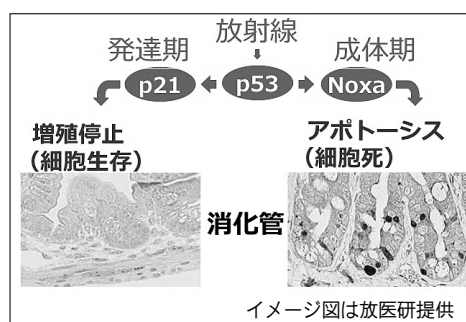 放射線
発達期
成体期
p21
p53
Noxa
増殖停止
（細胞生存）
アポトーシス
（細胞死）
消化管
イメージ図は放医研提供